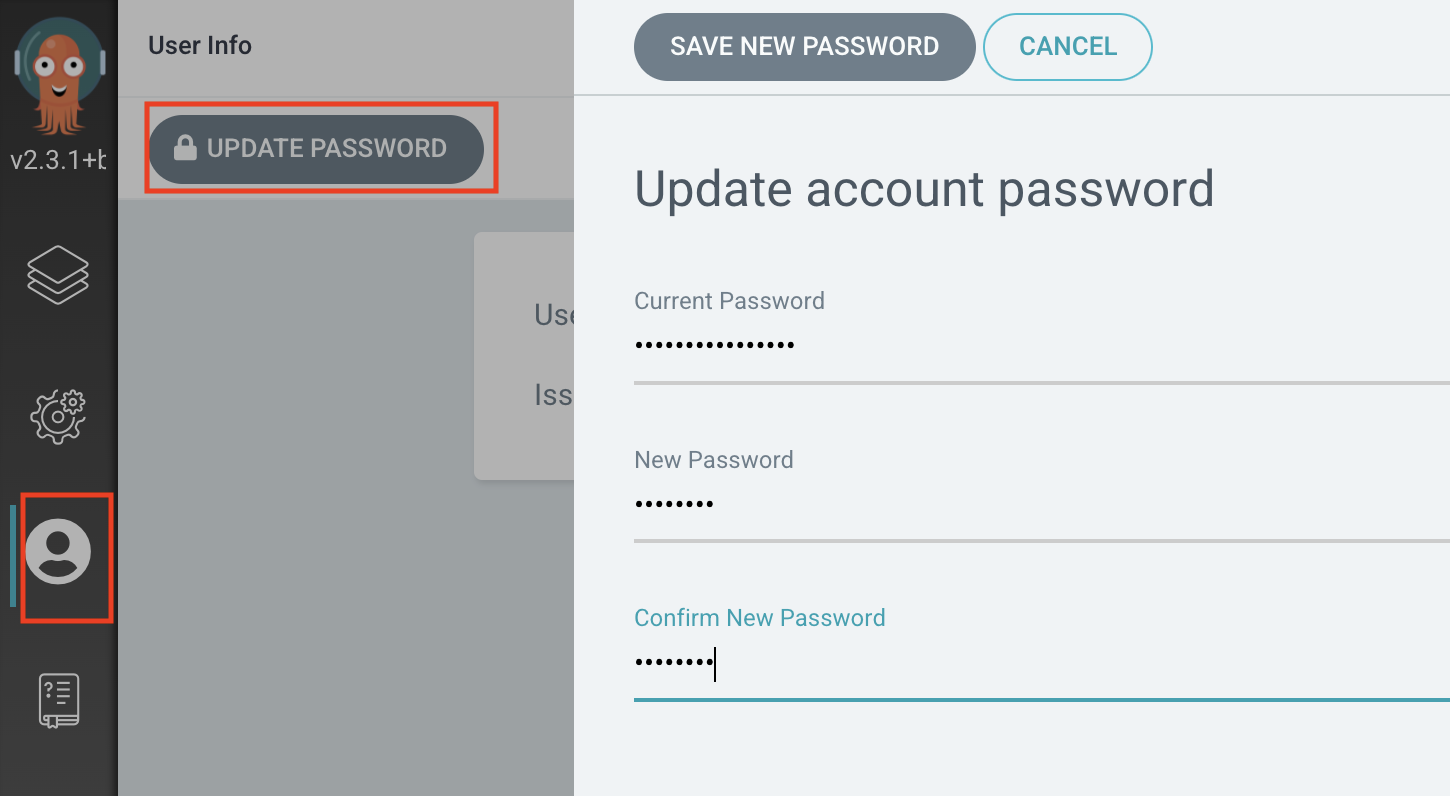 v2.3.1+b
User Info
UPDATE PASSWORD
Use
Iss
SAVE NEW PASSWORD
CANCEL
Update account password
Current Password
••••••••••••••••
New Password
••••••••
Confirm New Password
••••••••